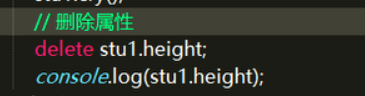 // 删除属性
delete stu1.height;
console.log(stu1.height);